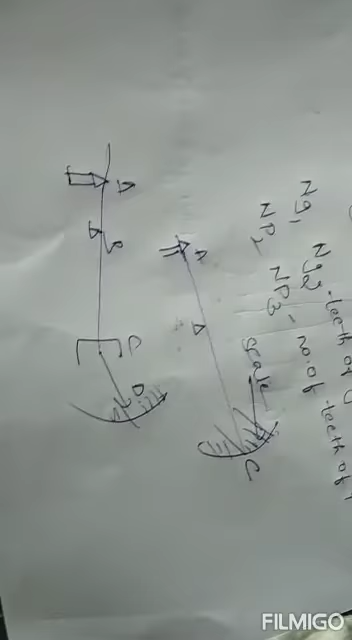 Ng1, Ng2 - teeth of
NP2 NP3 - no. of teeth of
A
B
C
D
A
scale
C
FILMIGO